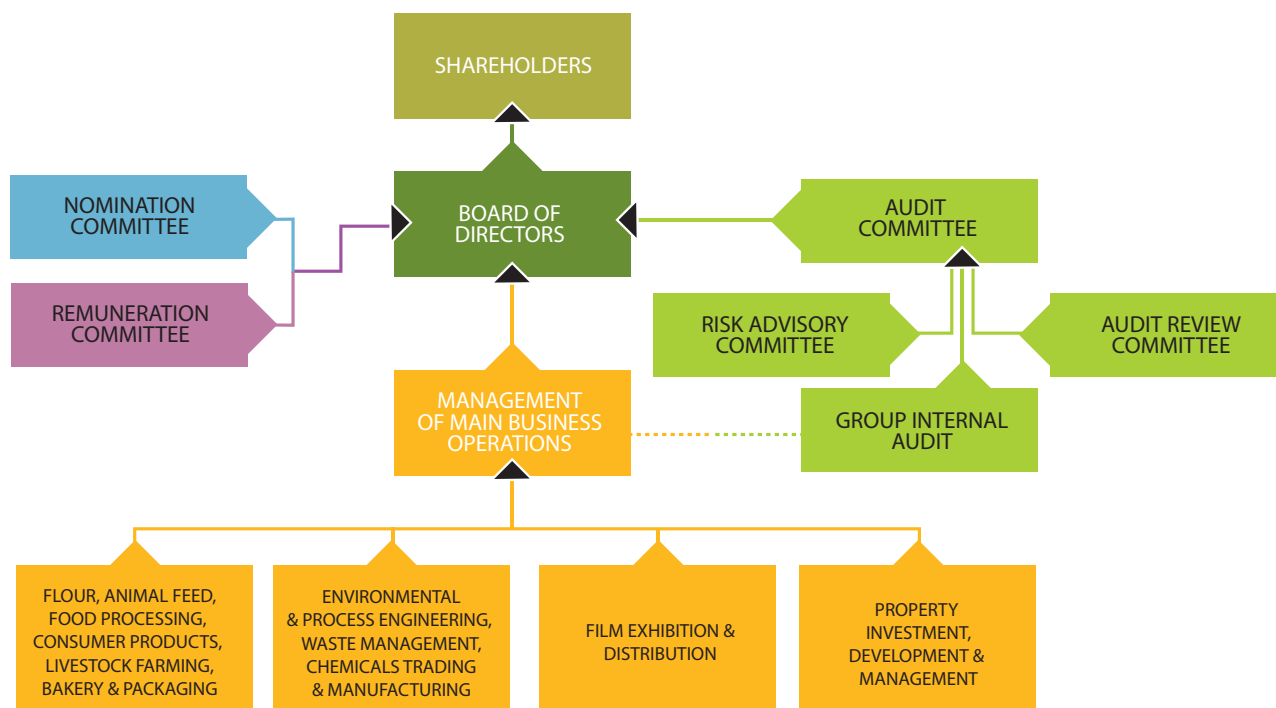 SHAREHOLDERS
NOMINATION
COMMITTEE
BOARD OF
DIRECTORS
AUDIT
COMMITTEE
REMUNERATION
COMMITTEE
RISK ADVISORY
COMMITTEE
AUDIT REVIEW
COMMITTEE
MANAGEMENT
OF MAIN BUSINESS
OPERATIONS
GROUP INTERNAL
AUDIT
FLOUR, ANIMAL FEED,
FOOD PROCESSING,
CONSUMER PRODUCTS,
LIVESTOCK FARMING,
BAKERY & PACKAGING
ENVIRONMENTAL
& PROCESS ENGINEERING,
WASTE MANAGEMENT,
CHEMICALS TRADING
& MANUFACTURING
FILM EXHIBITION &
DISTRIBUTION
PROPERTY
INVESTMENT,
DEVELOPMENT &
MANAGEMENT